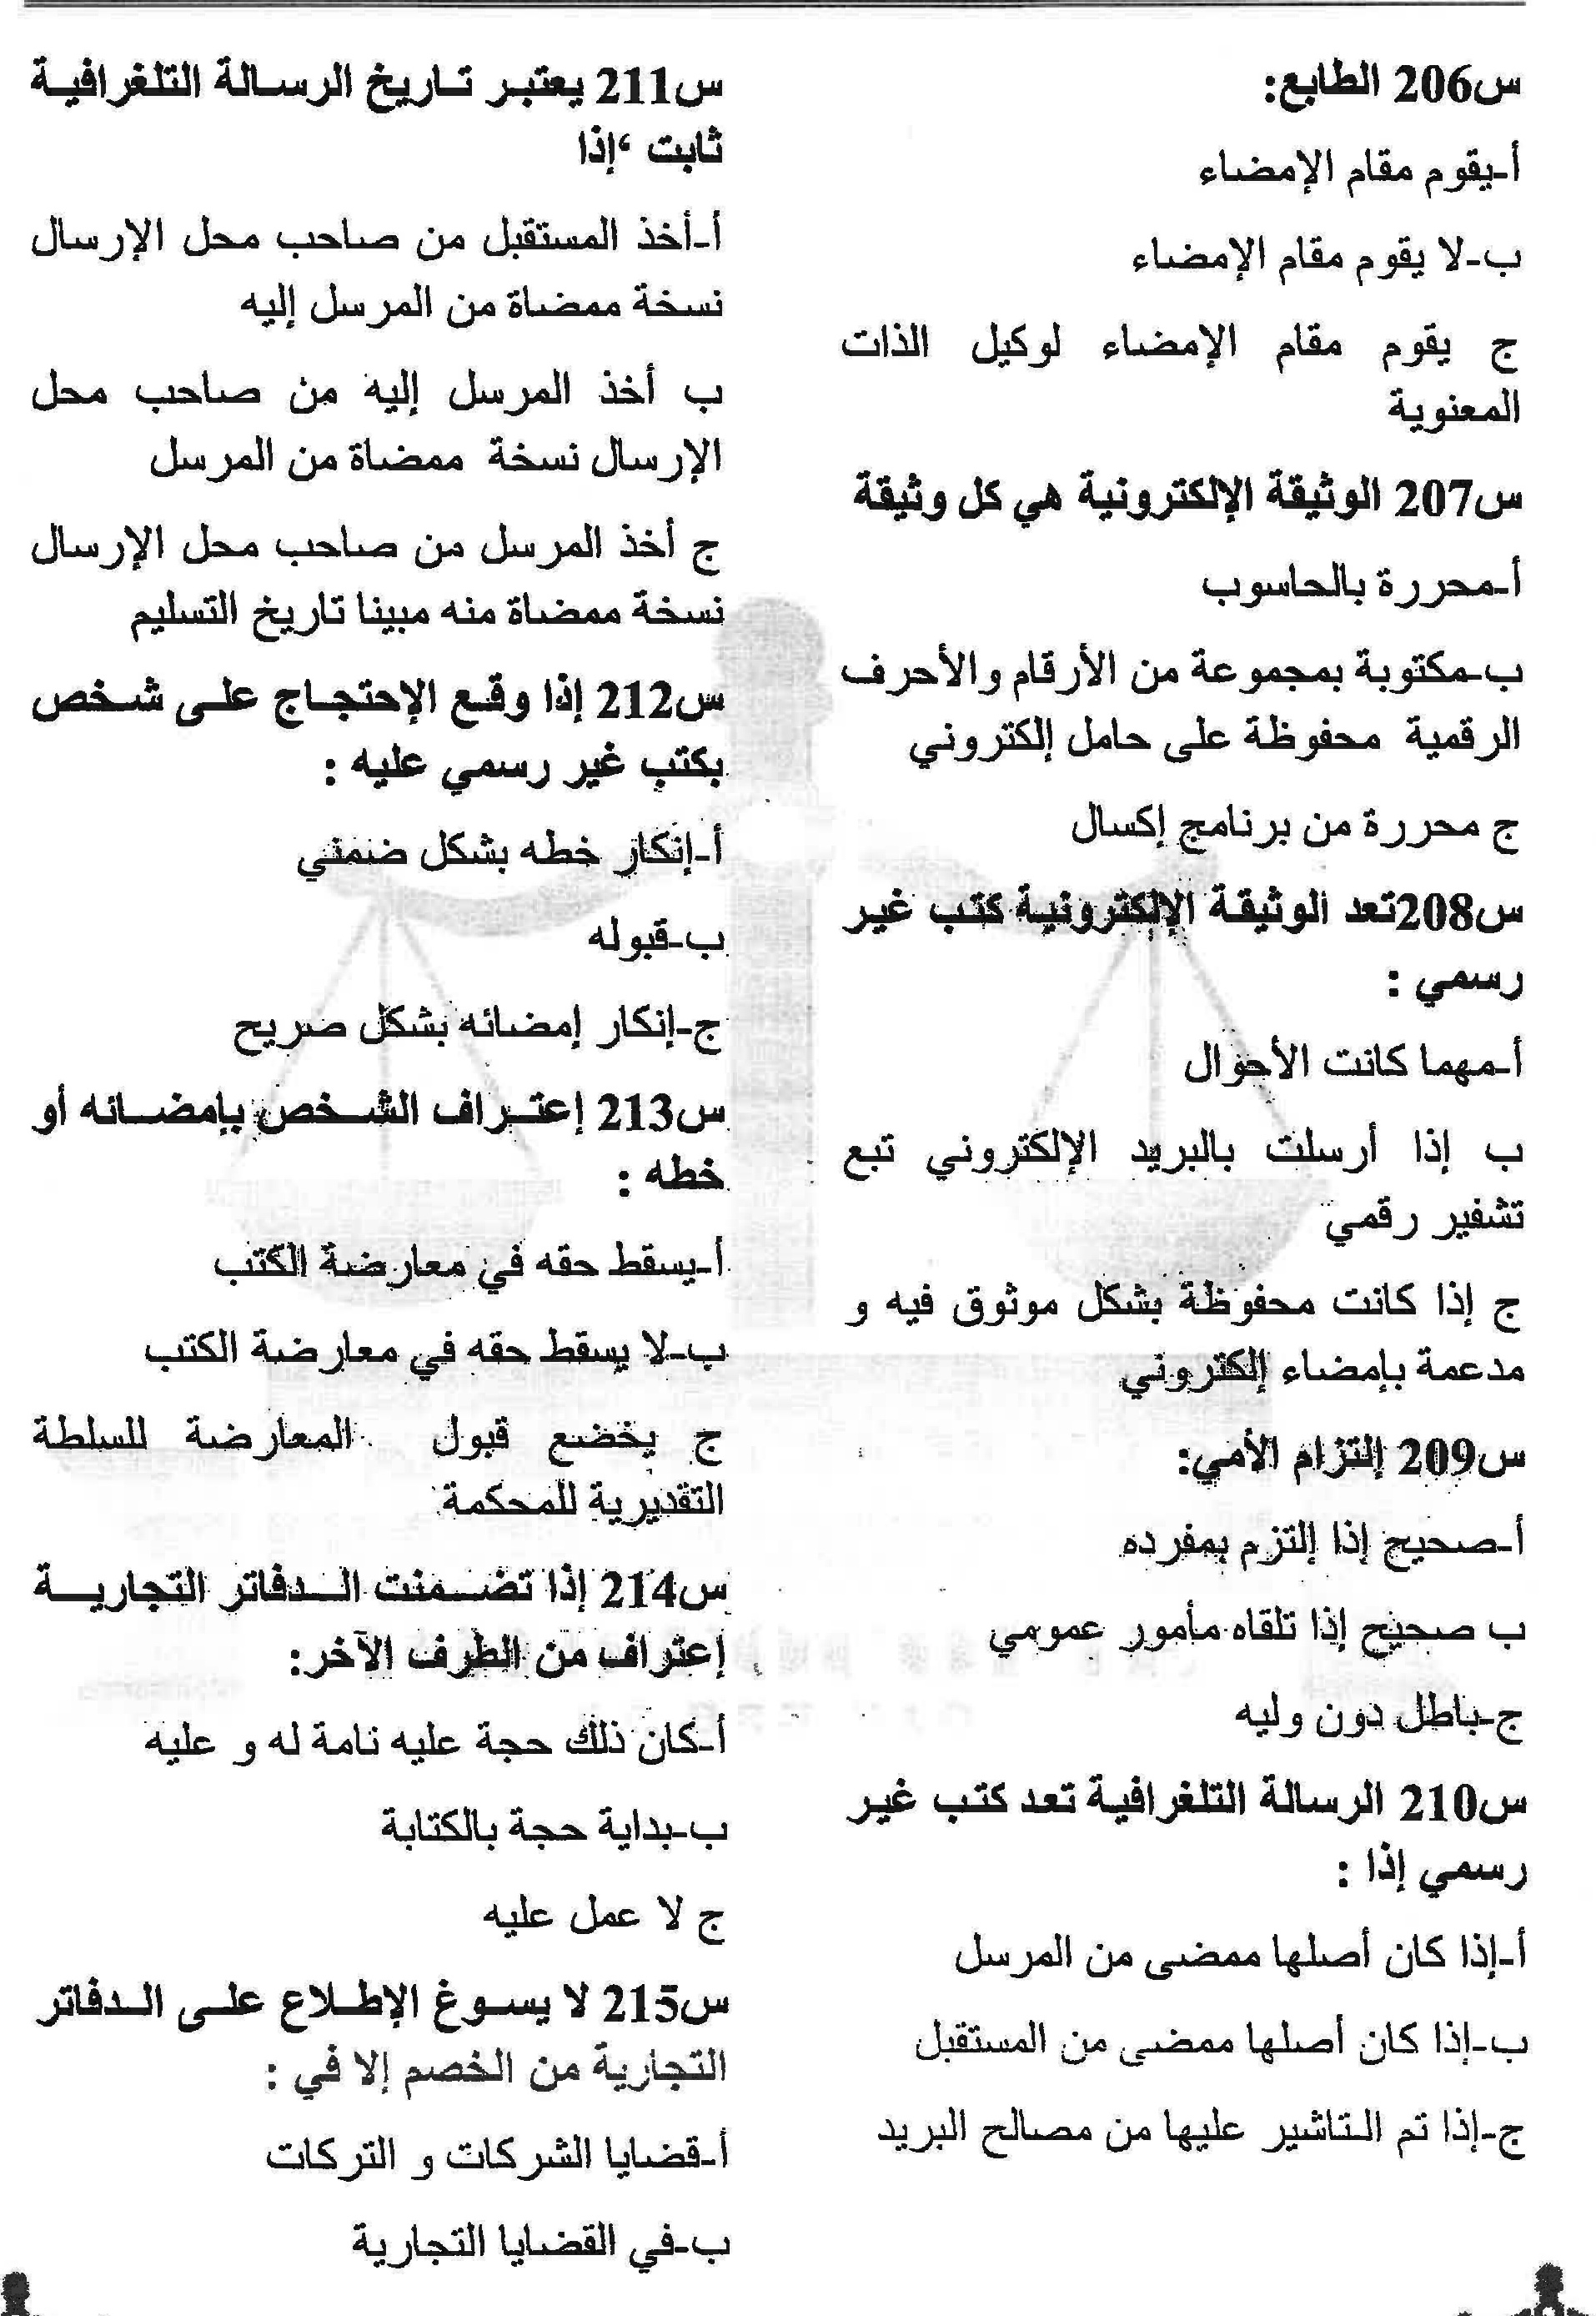 س206 الطابع:
أ-يقوم مقام الإمضاء
ب-لا يقوم مقام الإمضاء
ج يقوم مقام الإمضاء لوكيل الذات
المعنوية
س207 الوثيقة الإلكترونية هي كل وثيقة
أ-محررة بالحاسوب
ب-مكتوبة بمجموعة من الأرقام والأحرف
الرقمية محفوظة على حامل إلكتروني
ج محررة من برنامج إكسال
س208تعد الوثيقة الإلكترونية كتب غير
رسمي :
أ-مهما كانت الأحوال
ب إذا أرسلت بالبريد الإلكتروني تبع
تشفير رقمي
ج إذا كانت محفوظة بشكل موثوق فيه و
مدعمة بإمضاء إلكتروني
س209 إلتزام الأمي:
أ-صحيح إذا إلتزم بمفرده
ب صحيح إذا تلقاه مأمور عمومي
ج-باطل دون وليه
س210 الرسالة التلغرافية تعد كتب غير
رسمي إذا :
أ-إذا كان أصلها ممضى من المرسل
ب-إذا كان أصلها ممضى من المستقبل
ج-إذا تم التاشير عليها من مصالح البريد
س211 يعتبر تاريخ الرسالة التلغرافية
ثابت ،إذا
أ-أخذ المستقبل من صاحب محل الإرسال
نسخة ممضاة من المرسل إليه
ب أخذ المرسل إليه من صاحب محل
الإرسال نسخة ممضاة من المرسل
ج أخذ المرسل من صاحب محل الإرسال
نسخة ممضاة منه مبينا تاريخ التسليم
س212 إذا وقع الإحتجاج على شخص
بكتب غير رسمي عليه :
أ-إنكار خطه بشكل ضمني
ب-قبوله
ج-إنكار إمضائه بشكل صريح
س213 إعتراف الشخص بإمضائه أو
خطه :
أ-يسقط حقه في معارضة الكتب
ب-لا يسقط حقه في معارضة الكتب
ج يخضع قبول المعارضة للسلطة
التقديرية للمحكمة
س214 إذا تضمنت الدفاتر التجارية
إعتراف من الطرف الآخر:
أ-كان ذلك حجة عليه تامة له و عليه
ب-بداية حجة بالكتابة
ج لا عمل عليه
س215 لا يسوغ الإطلاع على الدفاتر
التجارية من الخصم إلا في :
أ-قضايا الشركات و التركات
ب-في القضايا التجارية